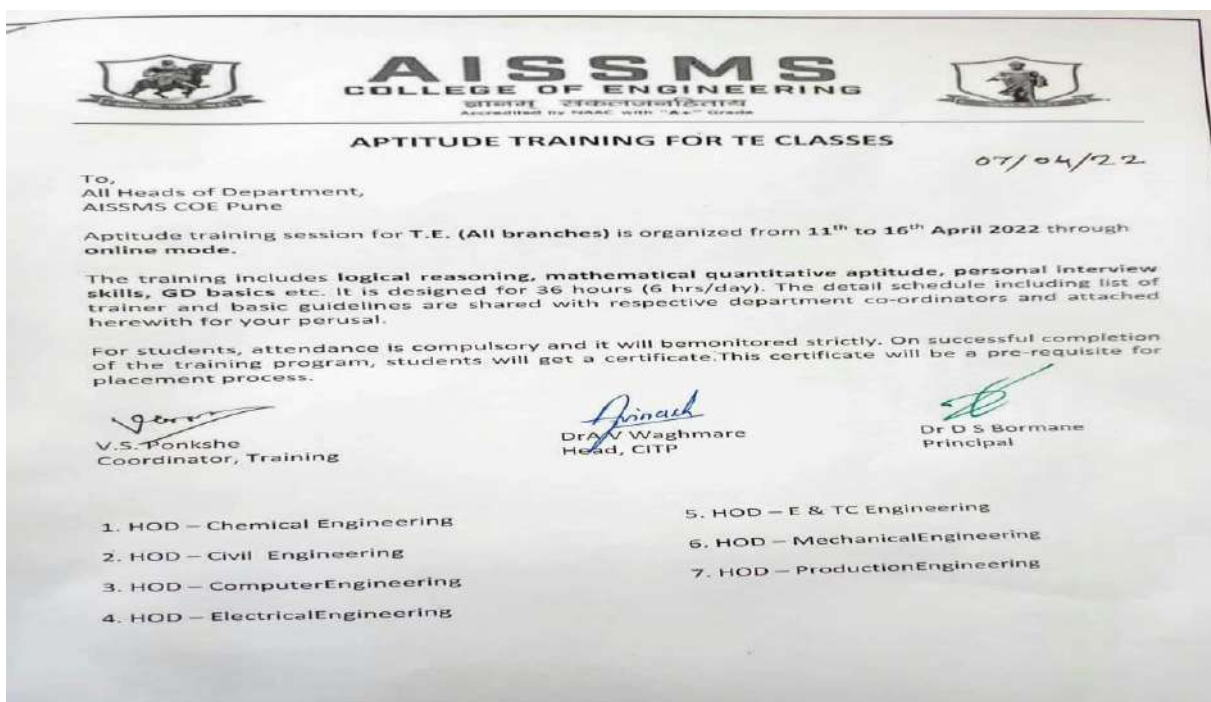 AISSMS
COLLEGE OF ENGINEERING
ज्ञानम् सकलजनहिताय
Accredited by NAAC with "A+" Grade
APTITUDE TRAINING FOR TE CLASSES
07/04/22
To,
All Heads of Department,
AISSMS COE Pune
Aptitude training session for T.E. (All branches) is organized from 11th to 16th April 2022 through
online mode.
The training includes logical reasoning, mathematical quantitative aptitude, personal interview
skills, GD basics etc. It is designed for 36 hours (6 hrs/day). The detail schedule including list of
trainer and basic guidelines are shared with respective department co-ordinators and attached
herewith for your perusal.
For students, attendance is compulsory and it will bemonitored strictly. On successful completion
of the training program, students will get a certificate.This certificate will be a pre-requisite for
placement process.
Avinash
V.S. Ponkshe
Coordinator, Training
DrA V Waghmare
Head, CITP
Dr D S Bormane
Principal
1. HOD – Chemical Engineering
2. HOD – Civil Engineering
3. HOD – ComputerEngineering
4. HOD – ElectricalEngineering
5. HOD – E & TC Engineering
6. HOD – MechanicalEngineering
7. HOD – ProductionEngineering